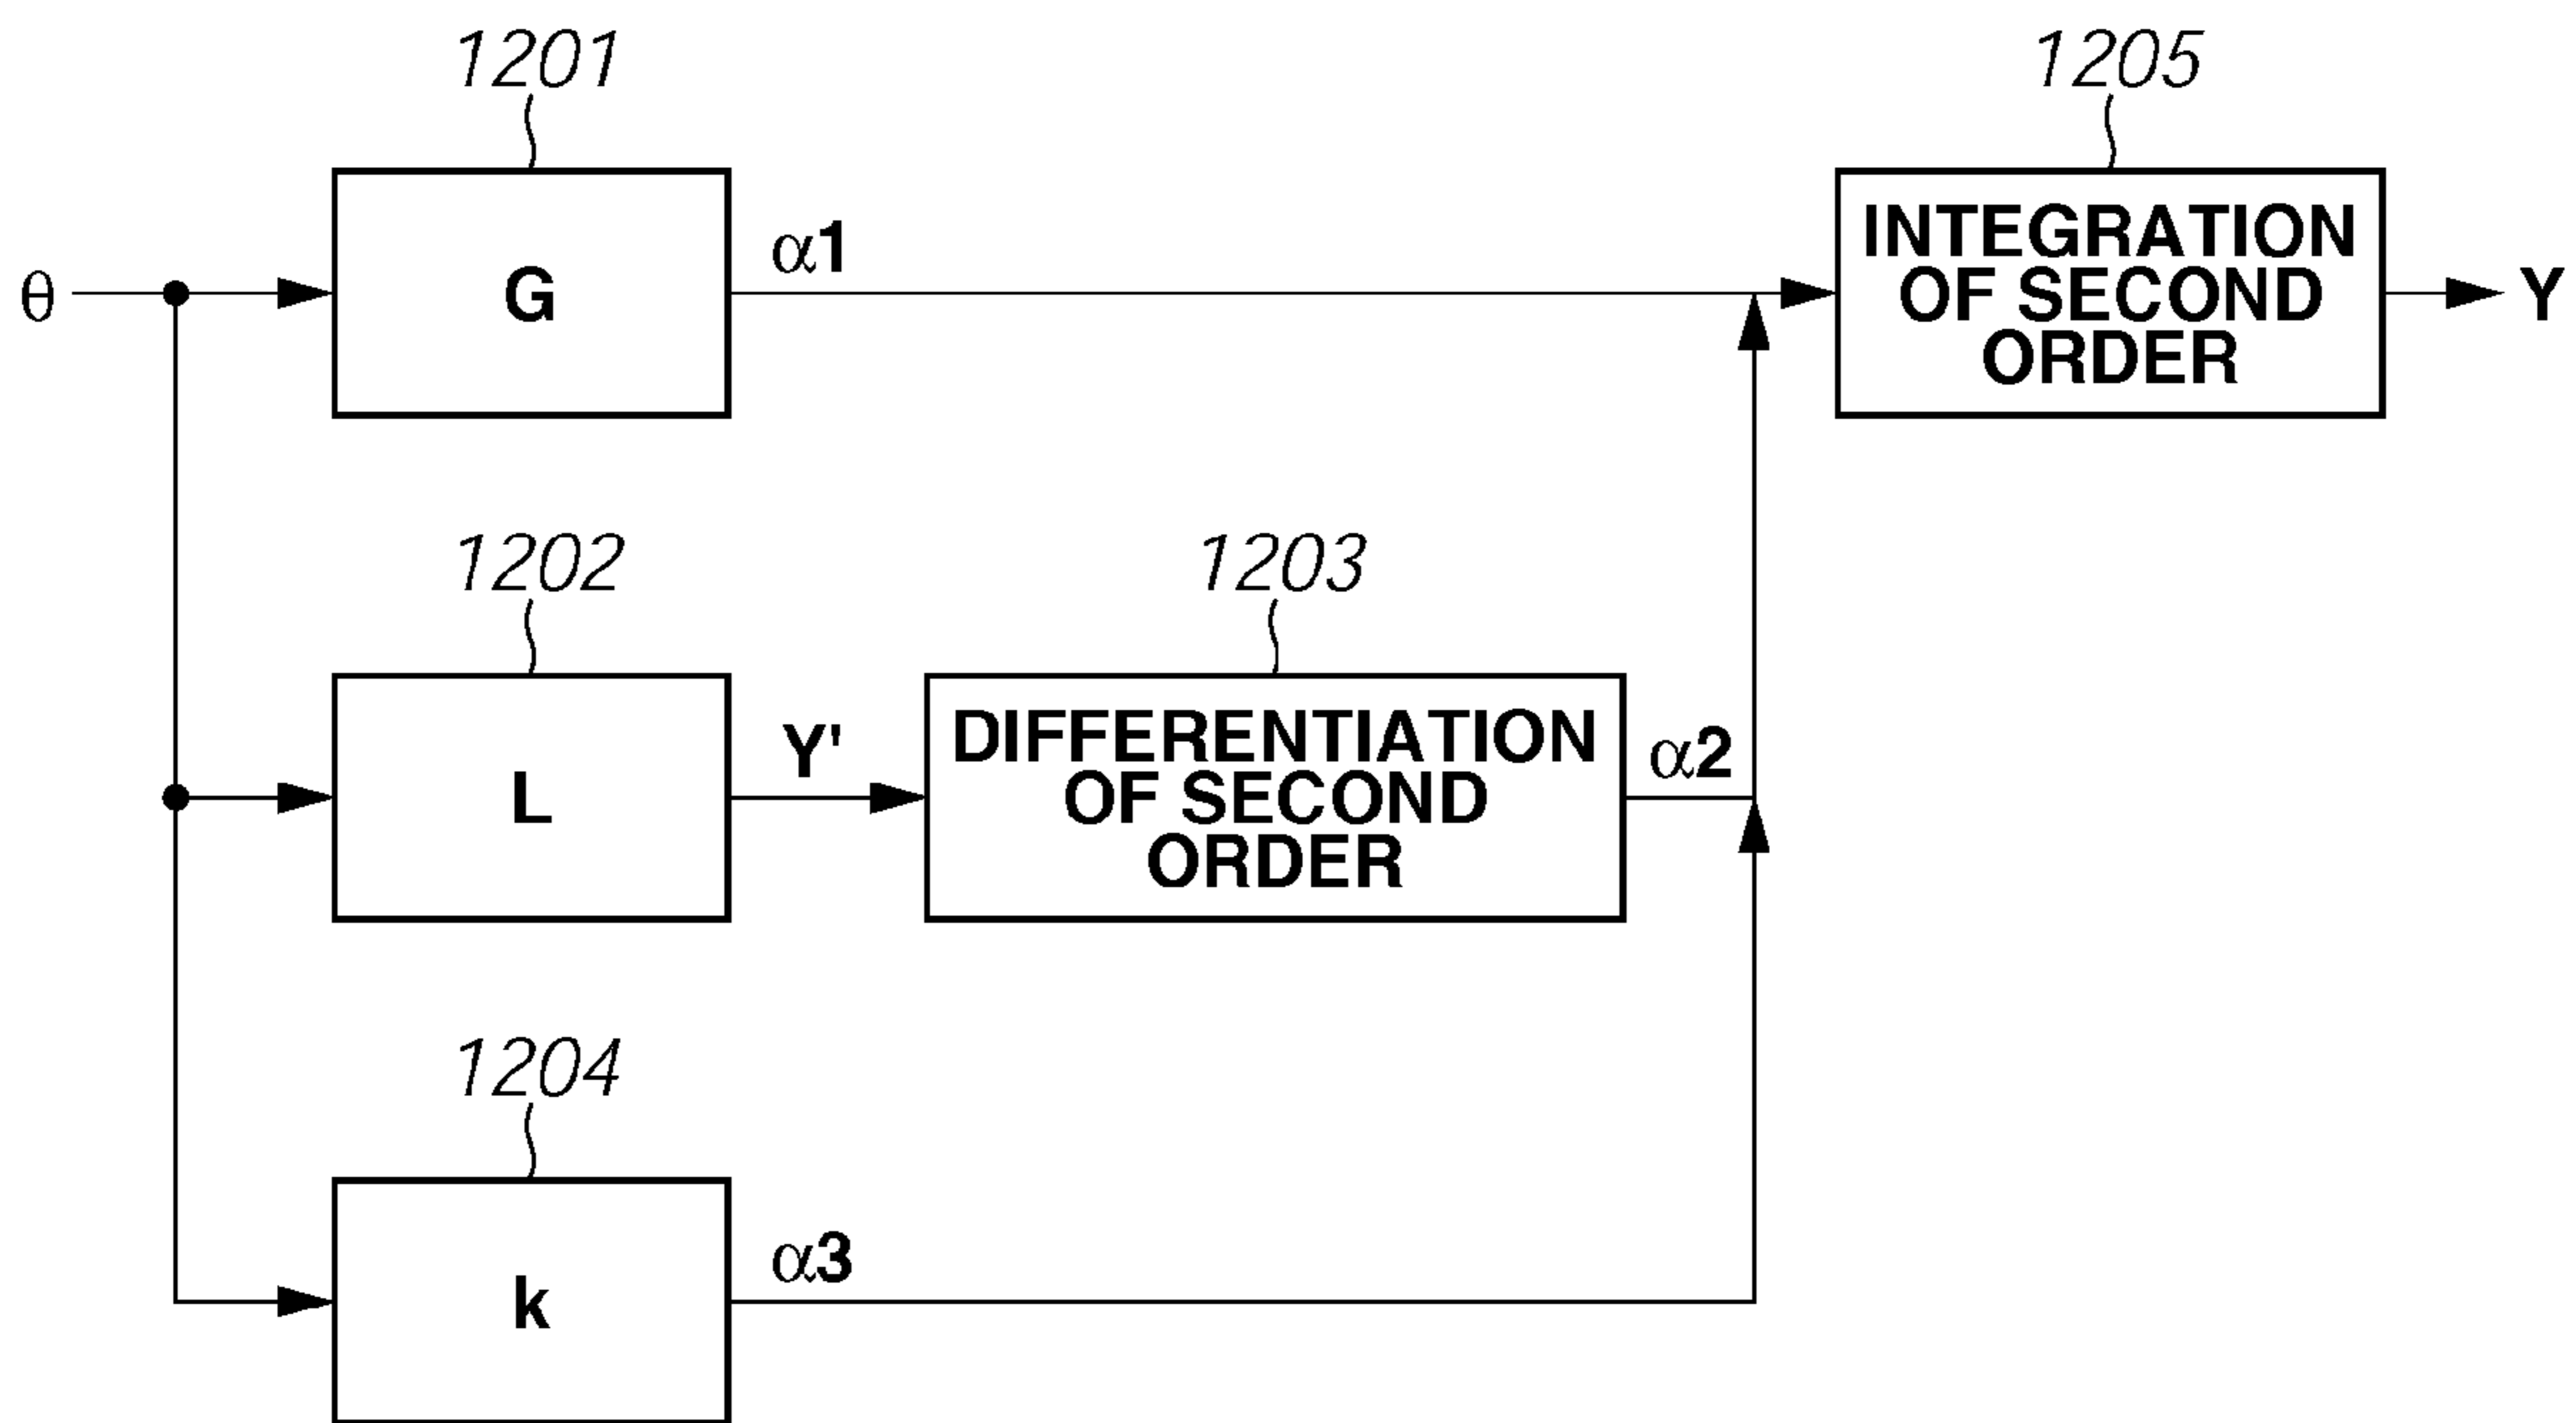 1201
1205
θ
G
α1
INTEGRATION
OF SECOND
ORDER
Y
1202
1203
L
Y'
DIFFERENTIATION
OF SECOND
ORDER
α2
1204
k
α3